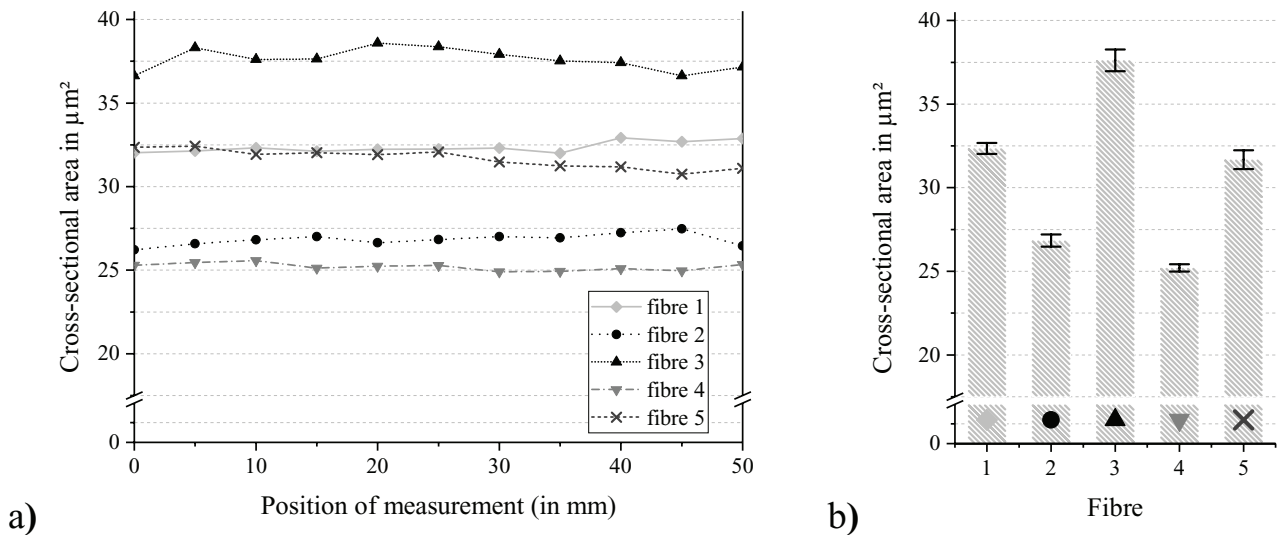 40
35
30
25
20
0
Cross-sectional area in µm²
fibre 1
fibre 2
fibre 3
fibre 4
fibre 5
0 10 20 30 40 50
Position of measurement (in mm)
a)
40
35
30
25
20
0
Cross-sectional area in µm²
1 2 3 4 5
Fibre
b)